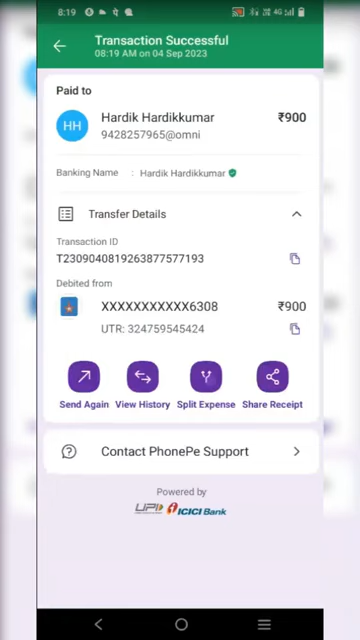 8:19
Transaction Successful
08:19 AM on 04 Sep 2023
Paid to
HH
Hardik Hardikkumar
₹900
9428257965@omni
Banking Name : Hardik Hardikkumar
Transfer Details
Transaction ID
T2309040819263877577193
Debited from
XXXXXXXXXXX6308
₹900
UTR: 324759545424
Send Again View History Split Expense Share Receipt
Contact PhonePe Support
Powered by
UPI ICICI Bank